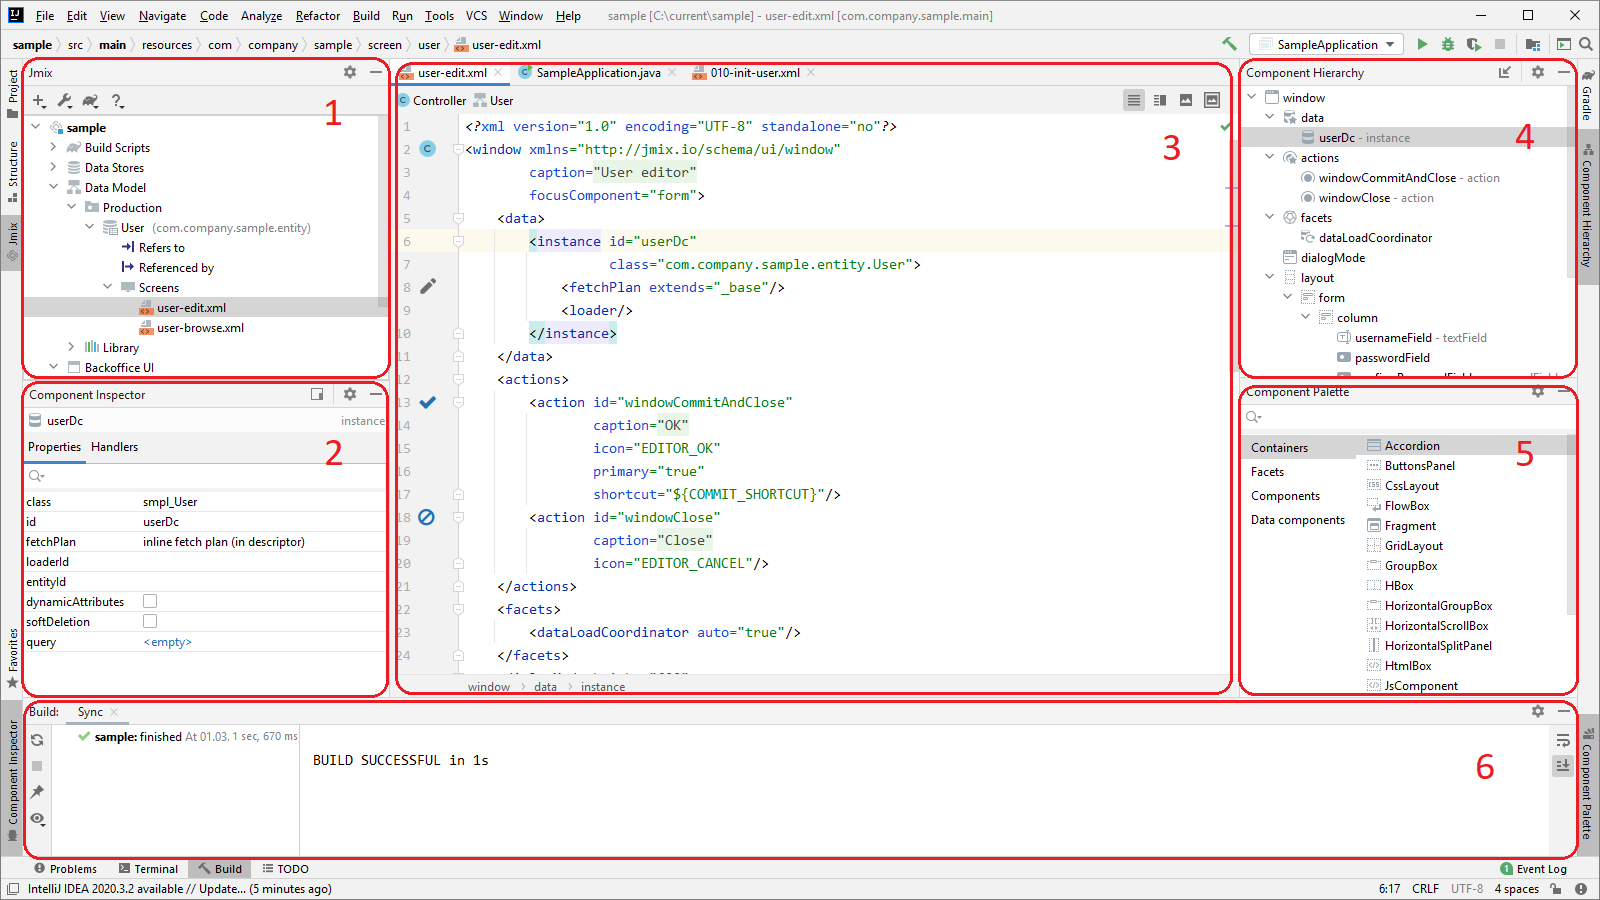 File Edit View Navigate Code Analyze Refactor Build Run Tools VCS Window Help sample [C:\current\sample] - user-edit.xml [com.company.sample.main]
sample src main resources com company sample screen user user-edit.xml SampleApplication
Project
Structure
Jmix
Favorites
Component Inspector
Jmix
1
sample
Build Scripts
Data Stores
Data Model
Production
User (com.company.sample.entity)
Refers to
Referenced by
Screens
user-edit.xml
user-browse.xml
Library
Backoffice UI
Component Inspector
userDc instance
Properties Handlers
2
class smpl_User
id userDc
fetchPlan inline fetch plan (in descriptor)
loaderId
entityId
dynamicAttributes
softDeletion
query <empty>
user-edit.xml SampleApplication.java 010-init-user.xml
Controller User
3
1 <?xml version="1.0" encoding="UTF-8" standalone="no"?>
2 <window xmlns="http://jmix.io/schema/ui/window"
3 caption="User editor"
4 focusComponent="form">
5 <data>
6 <instance id="userDc"
7 class="com.company.sample.entity.User">
8 <fetchPlan extends="_base"/>
9 <loader/>
10 </instance>
11 </data>
12 <actions>
13 <action id="windowCommitAndClose"
14 caption="OK"
15 icon="EDITOR_OK"
16 primary="true"
17 shortcut="${COMMIT_SHORTCUT}"/>
18 <action id="windowClose"
19 caption="Close"
20 icon="EDITOR_CANCEL"/>
21 </actions>
22 <facets>
23 <dataLoadCoordinator auto="true"/>
24 </facets>
window data instance
Component Hierarchy
4
window
data
userDc - instance
actions
windowCommitAndClose - action
windowClose - action
facets
dataLoadCoordinator
dialogMode
layout
form
column
usernameField - textField
passwordField
Component Palette
5
Containers
Facets
Components
Data components
Accordion
ButtonsPanel
CssLayout
FlowBox
Fragment
GridLayout
GroupBox
HBox
HorizontalGroupBox
HorizontalScrollBox
HorizontalSplitPanel
HtmlBox
JsComponent
Gradle
Component Hierarchy
Component Palette
Build: Sync
sample: finished At 01.03. 1 sec, 670 ms
BUILD SUCCESSFUL in 1s
6
Problems Terminal Build TODO 1 Event Log
IntelliJ IDEA 2020.3.2 available // Update... (5 minutes ago) 6:17 CRLF UTF-8 4 spaces